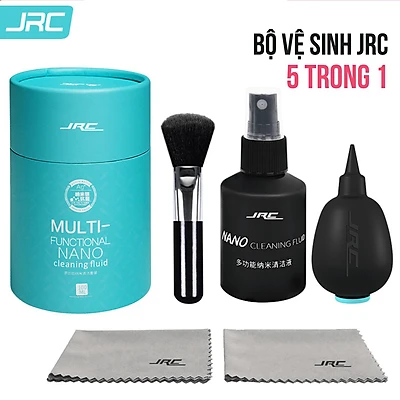 JRC
BỘ VỆ SINH JRC
5 TRONG 1
JRC
MULTI-
FUNCTIONAL
NANO
cleaning fluid
JRC
NANO CLEANING FLUID
多功能纳米清洁液
JRC
JRC